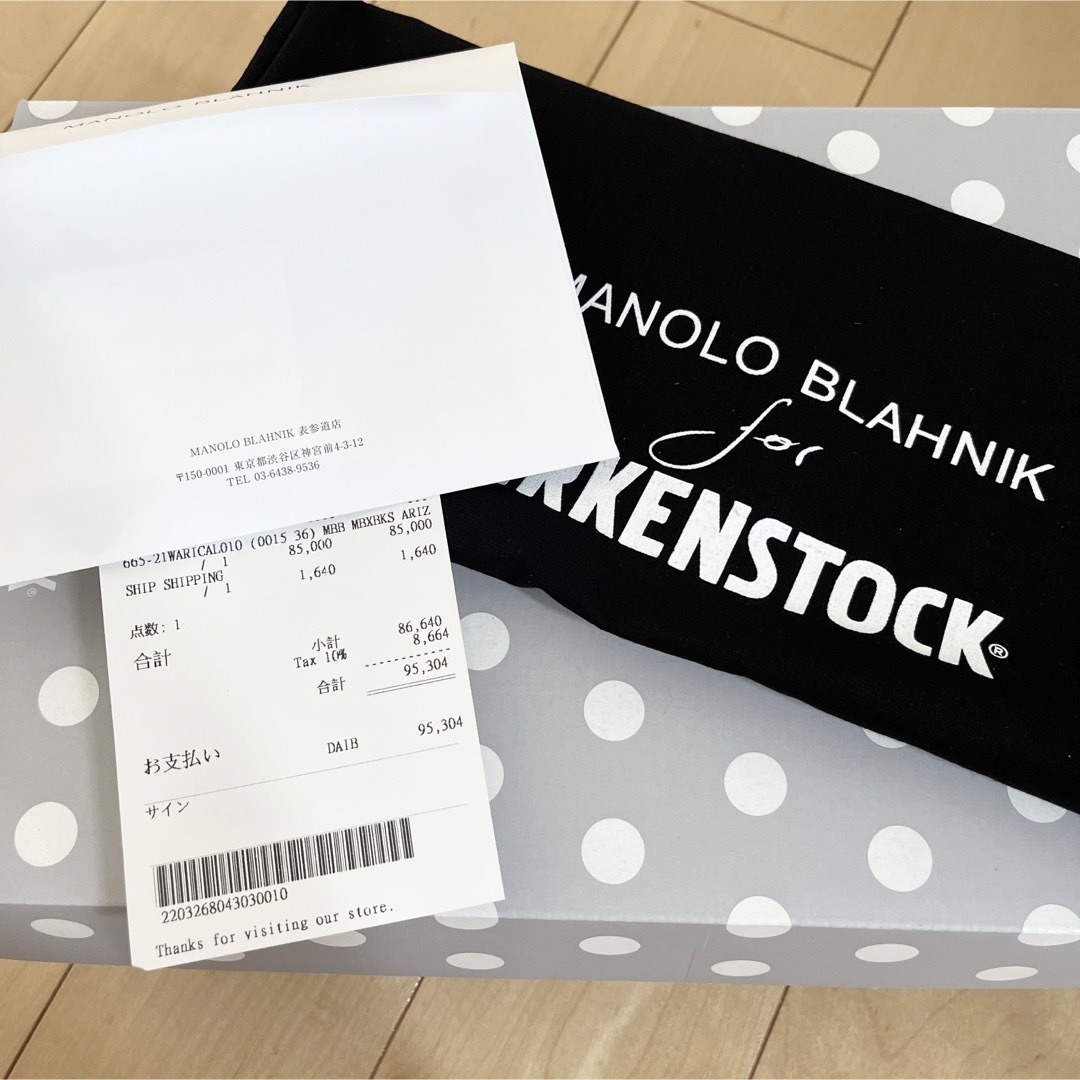 MANOLO BLAHNIK
MANOLO BLAHNIK 表参道店
〒150-0001 東京都渋谷区神宮前4-3-12
TEL 03-6438-9536
MANOLO BLAHNIK
for
RKENSTOCK®
665-21WARICAL010 (0015 36) MBB MBXBKS ARIZ
/ 1 85,000 85,000
SHIP SHIPPING
/ 1 1,640 1,640
点数: 1
合計 小計 86,640
Tax 10% 8,664
合計 95,304
お支払い DAIB 95,304
サイン
2203268043030010
Thanks for visiting our store.